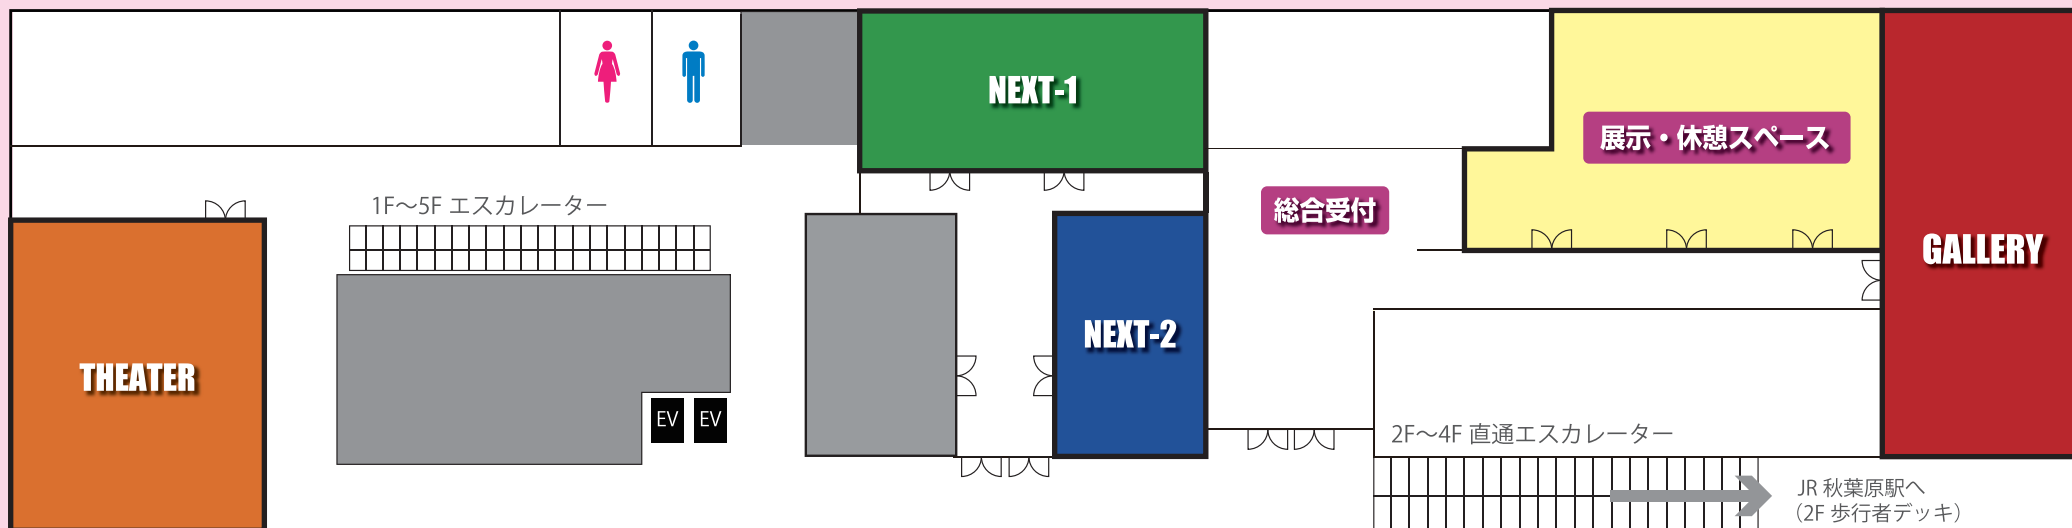 NEXT-1
展示・休憩スペース
1F～5F エスカレーター
総合受付
GALLERY
NEXT-2
THEATER
EV EV
2F～4F 直通エスカレーター
JR 秋葉原駅へ
（2F 歩行者デッキ）